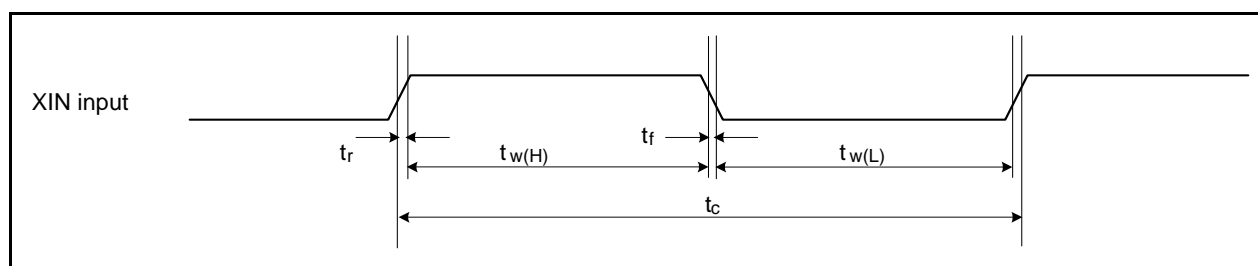 XIN input
tr
tw(H)
tf
tw(L)
tc